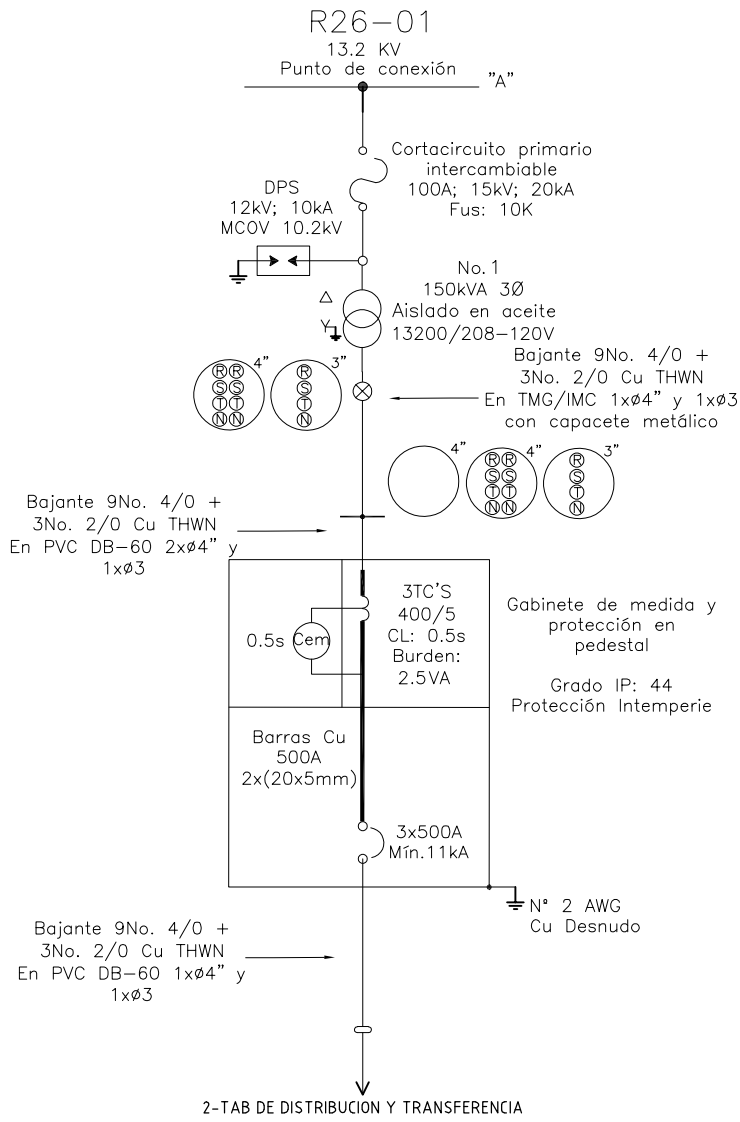 R26-01
13.2 KV
Punto de conexión
"A"
Cortacircuito primario
intercambiable
100A; 15kV; 20kA
Fus: 10K
DPS
12kV; 10kA
MCOV 10.2kV
No.1
150kVA 3Ø
Aislado en aceite
13200/208-120V
△
Y
4"
R R
S S
T T
N N
3"
R
S
T
N
Bajante 9No. 4/0 +
3No. 2/0 Cu THWN
En TMG/IMC 1xø4" y 1xø3
con capacete metálico
4"
4"
R R
S S
T T
N N
3"
R
S
T
N
Bajante 9No. 4/0 +
3No. 2/0 Cu THWN
En PVC DB-60 2xø4" y
1xø3
0.5s
Cem
3TC'S
400/5
CL: 0.5s
Burden:
2.5VA
Gabinete de medida y
protección en
pedestal
Grado IP: 44
Protección Intemperie
Barras Cu
500A
2x(20x5mm)
3x500A
Mín.11kA
N° 2 AWG
Cu Desnudo
Bajante 9No. 4/0 +
3No. 2/0 Cu THWN
En PVC DB-60 1xø4" y
1xø3
2-TAB DE DISTRIBUCION Y TRANSFERENCIA